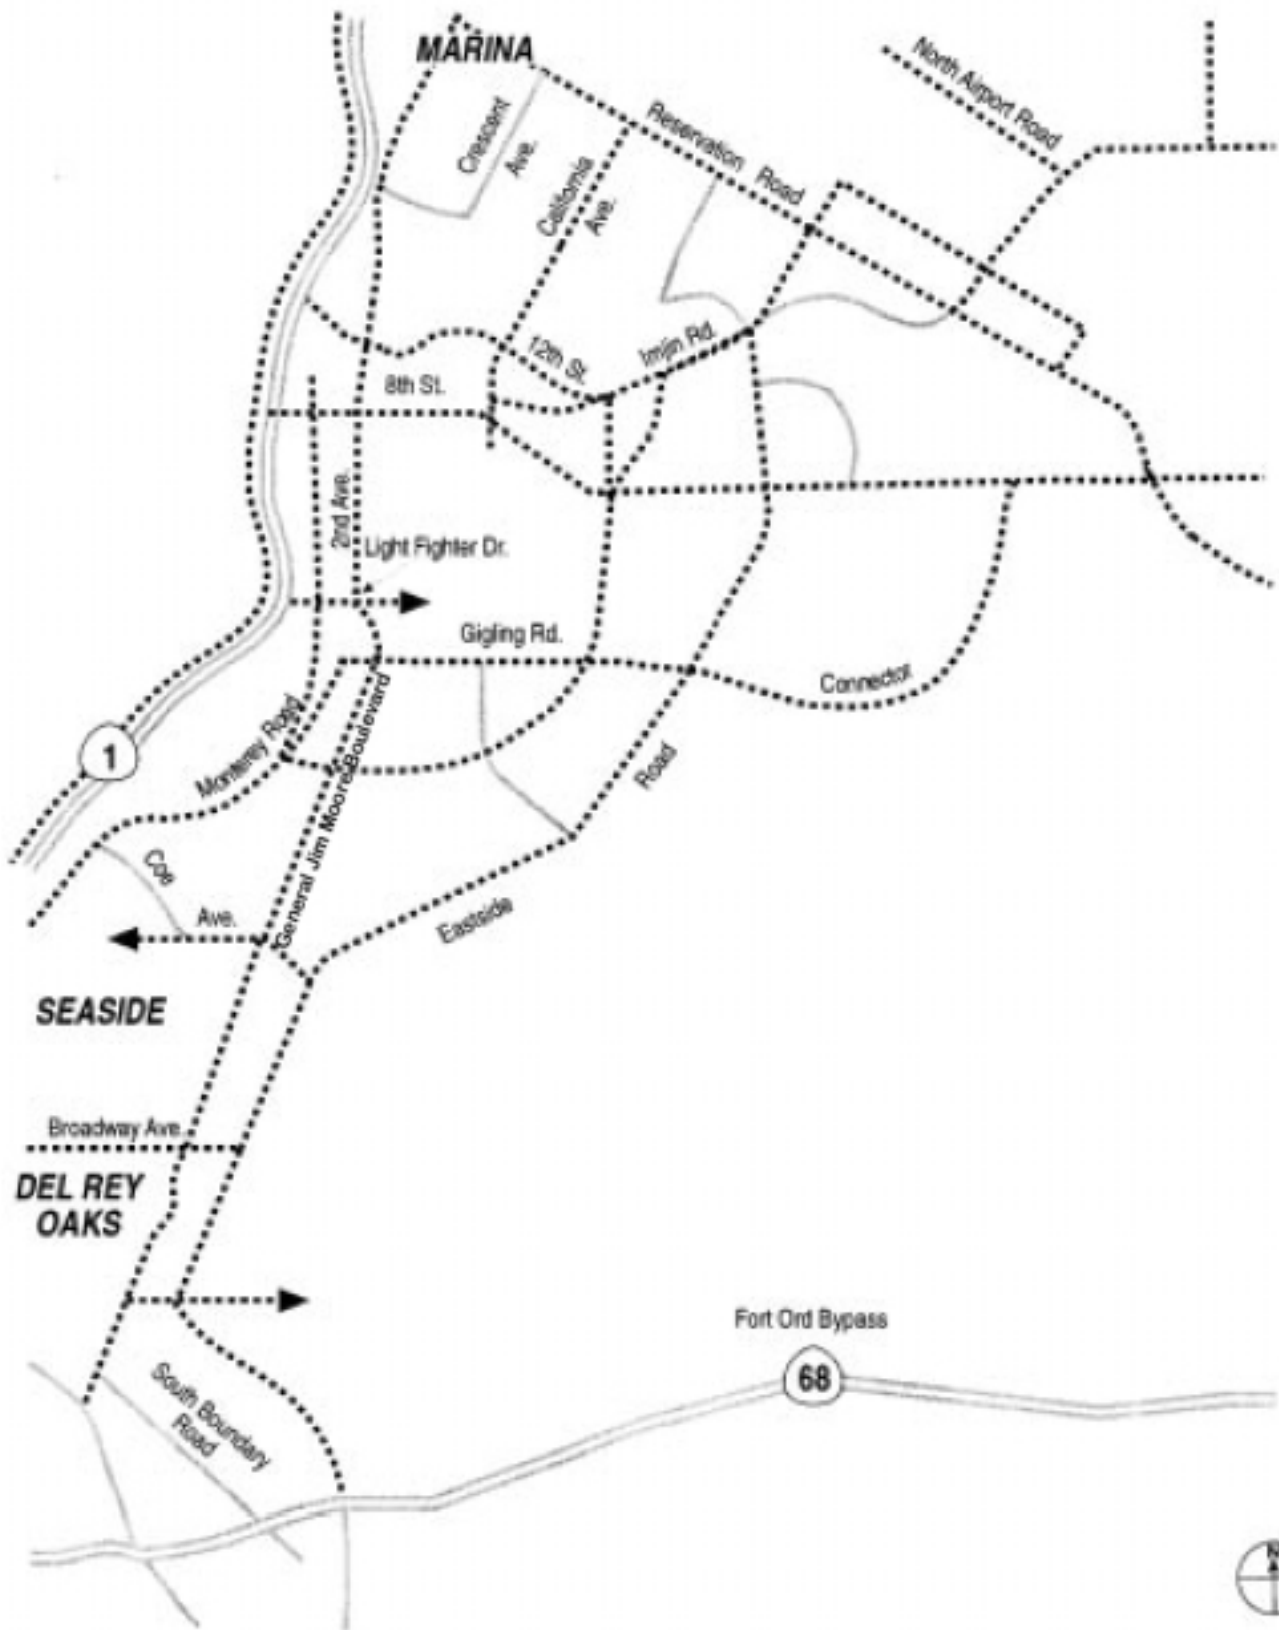 MARINA
North Airport Road
Crescent
Ave.
California
Ave.
Reservation Road
12th St.
Imjin Rd.
8th St.
2nd Ave.
Light Fighter Dr.
Gigling Rd.
Connector
Monterey Road
General Jim Moore Boulevard
1
Road
Coe
Ave.
Eastside
SEASIDE
Broadway Ave.
DEL REY
OAKS
Fort Ord Bypass
68
South Boundary
Road
N